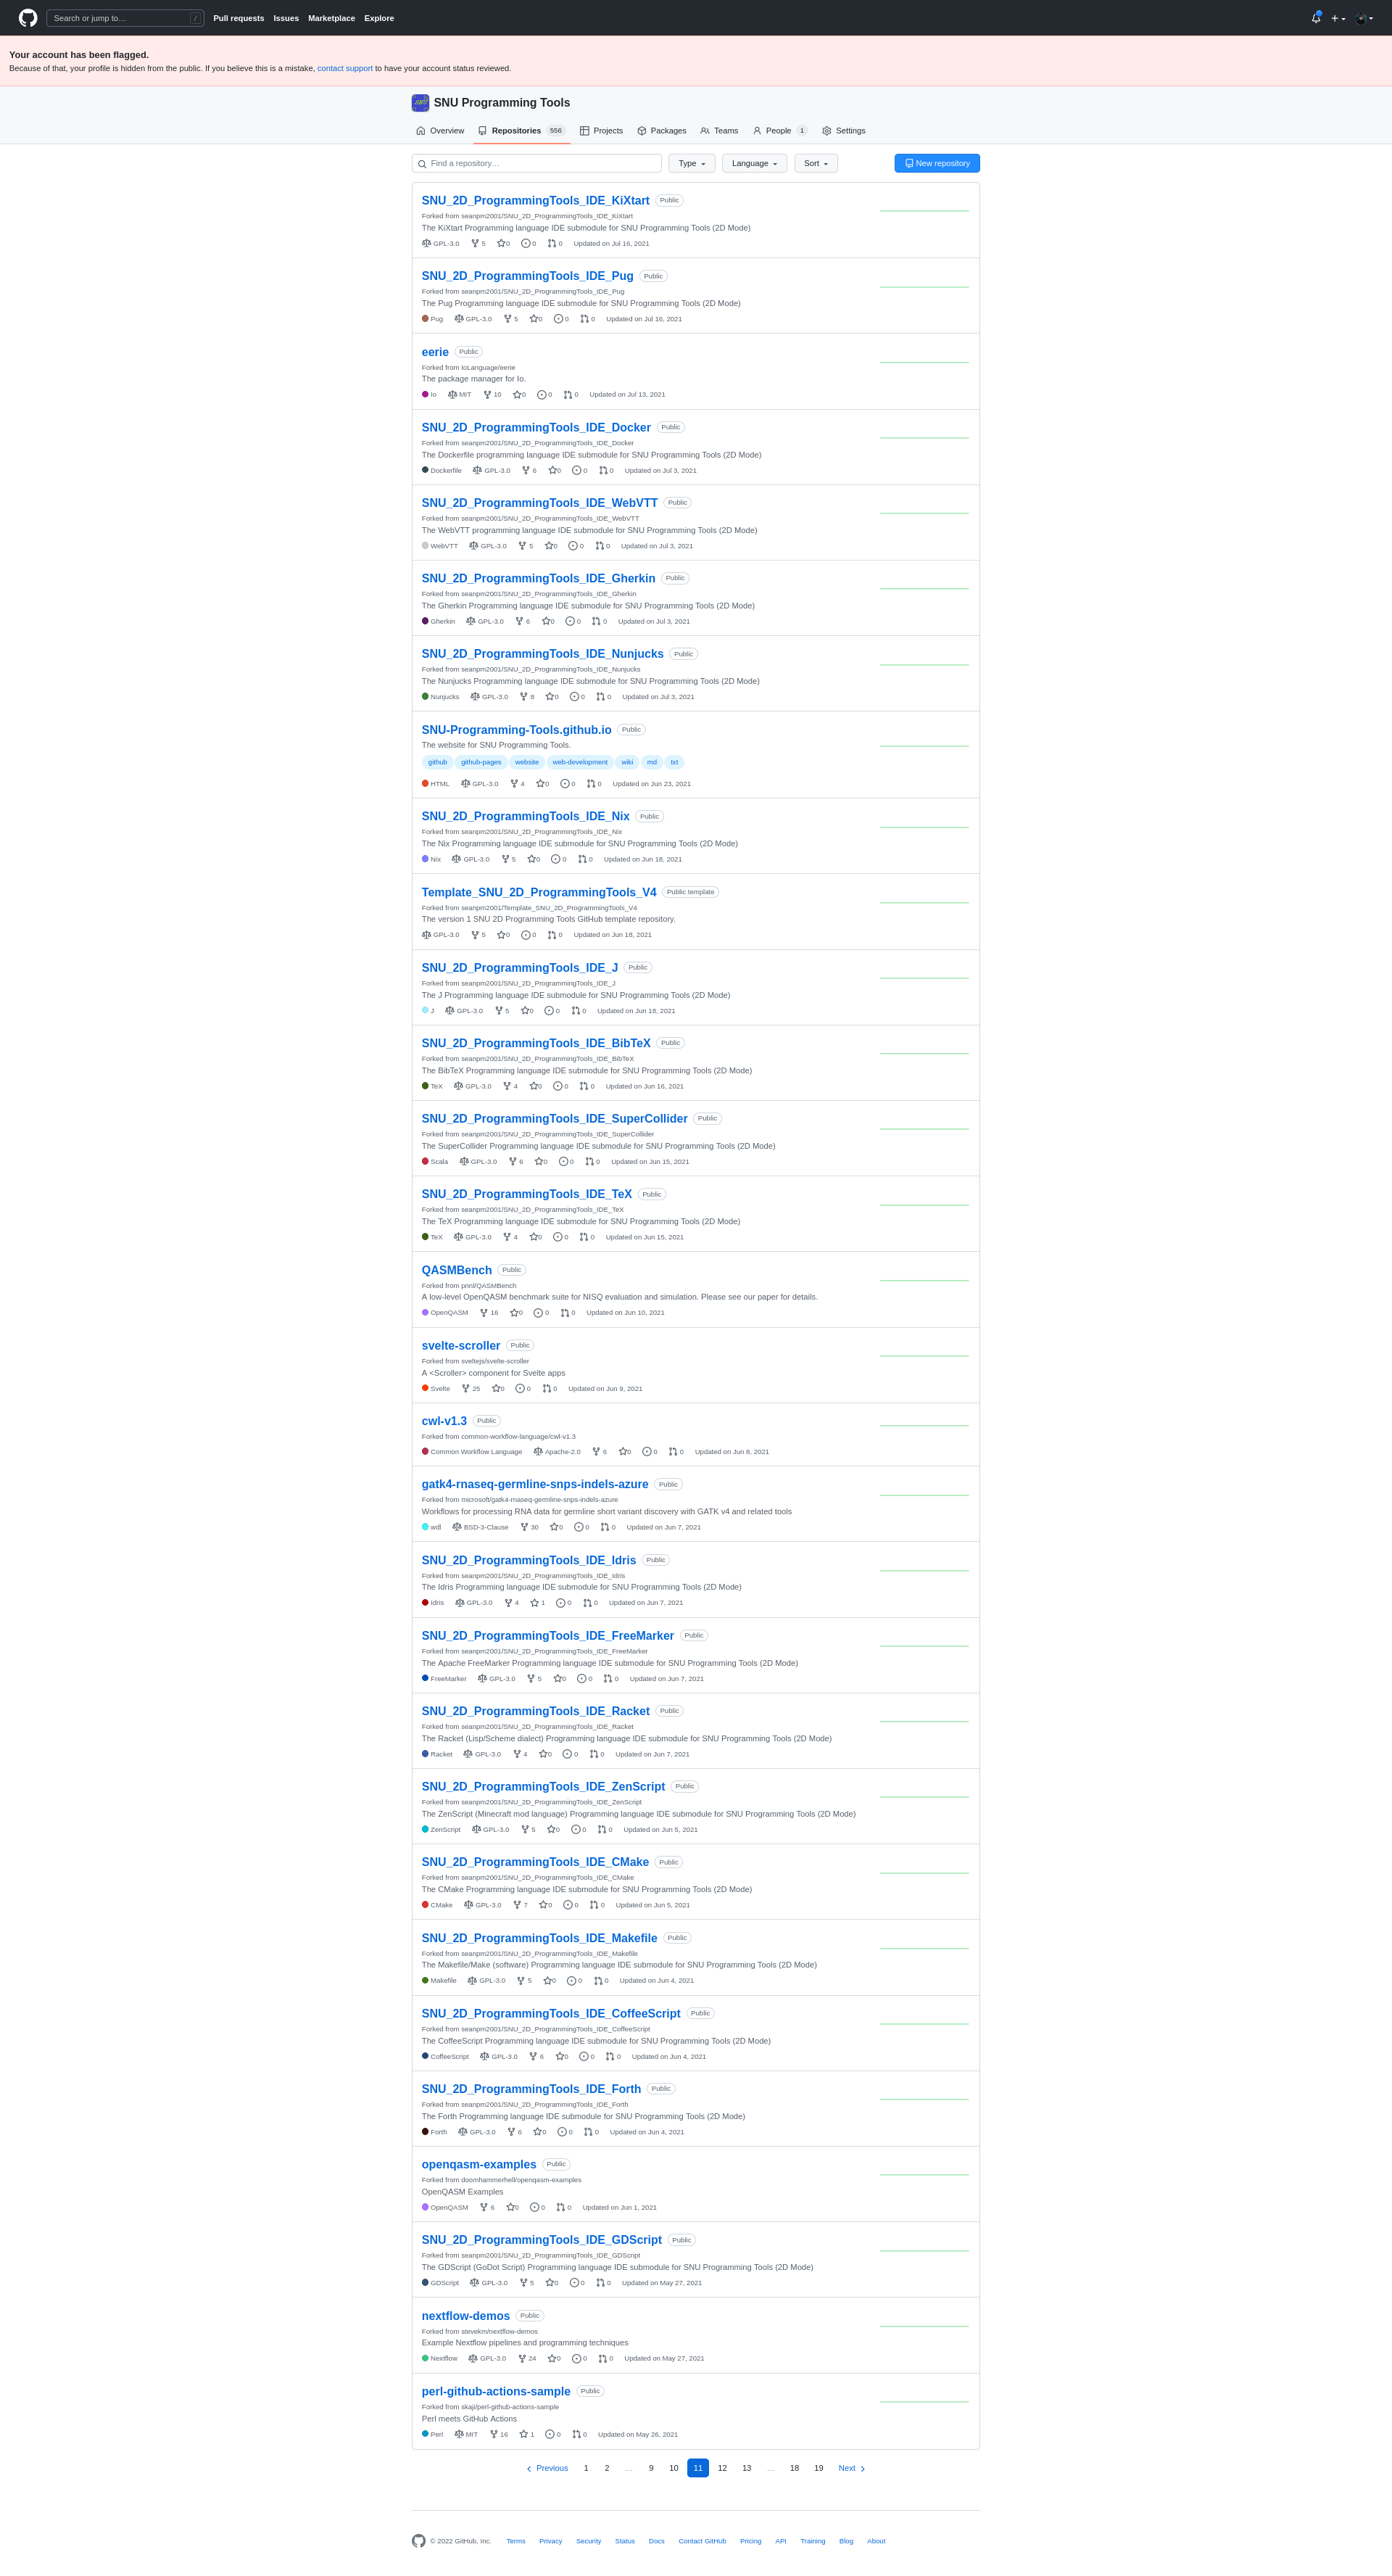 Search or jump to… /
Pull requests Issues Marketplace Explore
Your account has been flagged.
Because of that, your profile is hidden from the public. If you believe this is a mistake, contact support to have your account status reviewed.
SNU SNU Programming Tools
Overview Repositories 556 Projects Packages Teams People 1 Settings
Find a repository… Type Language Sort New repository
SNU_2D_ProgrammingTools_IDE_KiXtart Public
Forked from seanpm2001/SNU_2D_ProgrammingTools_IDE_KiXtart
The KiXtart Programming language IDE submodule for SNU Programming Tools (2D Mode)
GPL-3.0 5 0 0 0 Updated on Jul 16, 2021
SNU_2D_ProgrammingTools_IDE_Pug Public
Forked from seanpm2001/SNU_2D_ProgrammingTools_IDE_Pug
The Pug Programming language IDE submodule for SNU Programming Tools (2D Mode)
Pug GPL-3.0 5 0 0 0 Updated on Jul 16, 2021
eerie Public
Forked from IoLanguage/eerie
The package manager for Io.
Io MIT 10 0 0 0 Updated on Jul 13, 2021
SNU_2D_ProgrammingTools_IDE_Docker Public
Forked from seanpm2001/SNU_2D_ProgrammingTools_IDE_Docker
The Dockerfile programming language IDE submodule for SNU Programming Tools (2D Mode)
Dockerfile GPL-3.0 6 0 0 0 Updated on Jul 3, 2021
SNU_2D_ProgrammingTools_IDE_WebVTT Public
Forked from seanpm2001/SNU_2D_ProgrammingTools_IDE_WebVTT
The WebVTT programming language IDE submodule for SNU Programming Tools (2D Mode)
WebVTT GPL-3.0 5 0 0 0 Updated on Jul 3, 2021
SNU_2D_ProgrammingTools_IDE_Gherkin Public
Forked from seanpm2001/SNU_2D_ProgrammingTools_IDE_Gherkin
The Gherkin Programming language IDE submodule for SNU Programming Tools (2D Mode)
Gherkin GPL-3.0 6 0 0 0 Updated on Jul 3, 2021
SNU_2D_ProgrammingTools_IDE_Nunjucks Public
Forked from seanpm2001/SNU_2D_ProgrammingTools_IDE_Nunjucks
The Nunjucks Programming language IDE submodule for SNU Programming Tools (2D Mode)
Nunjucks GPL-3.0 8 0 0 0 Updated on Jul 3, 2021
SNU-Programming-Tools.github.io Public
The website for SNU Programming Tools.
github github-pages website web-development wiki md txt
HTML GPL-3.0 4 0 0 0 Updated on Jun 23, 2021
SNU_2D_ProgrammingTools_IDE_Nix Public
Forked from seanpm2001/SNU_2D_ProgrammingTools_IDE_Nix
The Nix Programming language IDE submodule for SNU Programming Tools (2D Mode)
Nix GPL-3.0 5 0 0 0 Updated on Jun 18, 2021
Template_SNU_2D_ProgrammingTools_V4 Public template
Forked from seanpm2001/Template_SNU_2D_ProgrammingTools_V4
The version 1 SNU 2D Programming Tools GitHub template repository.
GPL-3.0 5 0 0 0 Updated on Jun 18, 2021
SNU_2D_ProgrammingTools_IDE_J Public
Forked from seanpm2001/SNU_2D_ProgrammingTools_IDE_J
The J Programming language IDE submodule for SNU Programming Tools (2D Mode)
J GPL-3.0 5 0 0 0 Updated on Jun 18, 2021
SNU_2D_ProgrammingTools_IDE_BibTeX Public
Forked from seanpm2001/SNU_2D_ProgrammingTools_IDE_BibTeX
The BibTeX Programming language IDE submodule for SNU Programming Tools (2D Mode)
TeX GPL-3.0 4 0 0 0 Updated on Jun 16, 2021
SNU_2D_ProgrammingTools_IDE_SuperCollider Public
Forked from seanpm2001/SNU_2D_ProgrammingTools_IDE_SuperCollider
The SuperCollider Programming language IDE submodule for SNU Programming Tools (2D Mode)
Scala GPL-3.0 6 0 0 0 Updated on Jun 15, 2021
SNU_2D_ProgrammingTools_IDE_TeX Public
Forked from seanpm2001/SNU_2D_ProgrammingTools_IDE_TeX
The TeX Programming language IDE submodule for SNU Programming Tools (2D Mode)
TeX GPL-3.0 4 0 0 0 Updated on Jun 15, 2021
QASMBench Public
Forked from pnnl/QASMBench
A low-level OpenQASM benchmark suite for NISQ evaluation and simulation. Please see our paper for details.
OpenQASM 16 0 0 0 Updated on Jun 10, 2021
svelte-scroller Public
Forked from sveltejs/svelte-scroller
A <Scroller> component for Svelte apps
Svelte 25 0 0 0 Updated on Jun 9, 2021
cwl-v1.3 Public
Forked from common-workflow-language/cwl-v1.3
Common Workflow Language Apache-2.0 6 0 0 0 Updated on Jun 8, 2021
gatk4-rnaseq-germline-snps-indels-azure Public
Forked from microsoft/gatk4-rnaseq-germline-snps-indels-azure
Workflows for processing RNA data for germline short variant discovery with GATK v4 and related tools
wdl BSD-3-Clause 30 0 0 0 Updated on Jun 7, 2021
SNU_2D_ProgrammingTools_IDE_Idris Public
Forked from seanpm2001/SNU_2D_ProgrammingTools_IDE_Idris
The Idris Programming language IDE submodule for SNU Programming Tools (2D Mode)
Idris GPL-3.0 4 1 0 0 Updated on Jun 7, 2021
SNU_2D_ProgrammingTools_IDE_FreeMarker Public
Forked from seanpm2001/SNU_2D_ProgrammingTools_IDE_FreeMarker
The Apache FreeMarker Programming language IDE submodule for SNU Programming Tools (2D Mode)
FreeMarker GPL-3.0 5 0 0 0 Updated on Jun 7, 2021
SNU_2D_ProgrammingTools_IDE_Racket Public
Forked from seanpm2001/SNU_2D_ProgrammingTools_IDE_Racket
The Racket (Lisp/Scheme dialect) Programming language IDE submodule for SNU Programming Tools (2D Mode)
Racket GPL-3.0 4 0 0 0 Updated on Jun 7, 2021
SNU_2D_ProgrammingTools_IDE_ZenScript Public
Forked from seanpm2001/SNU_2D_ProgrammingTools_IDE_ZenScript
The ZenScript (Minecraft mod language) Programming language IDE submodule for SNU Programming Tools (2D Mode)
ZenScript GPL-3.0 5 0 0 0 Updated on Jun 5, 2021
SNU_2D_ProgrammingTools_IDE_CMake Public
Forked from seanpm2001/SNU_2D_ProgrammingTools_IDE_CMake
The CMake Programming language IDE submodule for SNU Programming Tools (2D Mode)
CMake GPL-3.0 7 0 0 0 Updated on Jun 5, 2021
SNU_2D_ProgrammingTools_IDE_Makefile Public
Forked from seanpm2001/SNU_2D_ProgrammingTools_IDE_Makefile
The Makefile/Make (software) Programming language IDE submodule for SNU Programming Tools (2D Mode)
Makefile GPL-3.0 5 0 0 0 Updated on Jun 4, 2021
SNU_2D_ProgrammingTools_IDE_CoffeeScript Public
Forked from seanpm2001/SNU_2D_ProgrammingTools_IDE_CoffeeScript
The CoffeeScript Programming language IDE submodule for SNU Programming Tools (2D Mode)
CoffeeScript GPL-3.0 6 0 0 0 Updated on Jun 4, 2021
SNU_2D_ProgrammingTools_IDE_Forth Public
Forked from seanpm2001/SNU_2D_ProgrammingTools_IDE_Forth
The Forth Programming language IDE submodule for SNU Programming Tools (2D Mode)
Forth GPL-3.0 6 0 0 0 Updated on Jun 4, 2021
openqasm-examples Public
Forked from doomhammerhell/openqasm-examples
OpenQASM Examples
OpenQASM 6 0 0 0 Updated on Jun 1, 2021
SNU_2D_ProgrammingTools_IDE_GDScript Public
Forked from seanpm2001/SNU_2D_ProgrammingTools_IDE_GDScript
The GDScript (GoDot Script) Programming language IDE submodule for SNU Programming Tools (2D Mode)
GDScript GPL-3.0 5 0 0 0 Updated on May 27, 2021
nextflow-demos Public
Forked from stevekm/nextflow-demos
Example Nextflow pipelines and programming techniques
Nextflow GPL-3.0 24 0 0 0 Updated on May 27, 2021
perl-github-actions-sample Public
Forked from skaji/perl-github-actions-sample
Perl meets GitHub Actions
Perl MIT 16 1 0 0 Updated on May 26, 2021
Previous 1 2 … 9 10 11 12 13 … 18 19 Next
© 2022 GitHub, Inc. Terms Privacy Security Status Docs Contact GitHub Pricing API Training Blog About